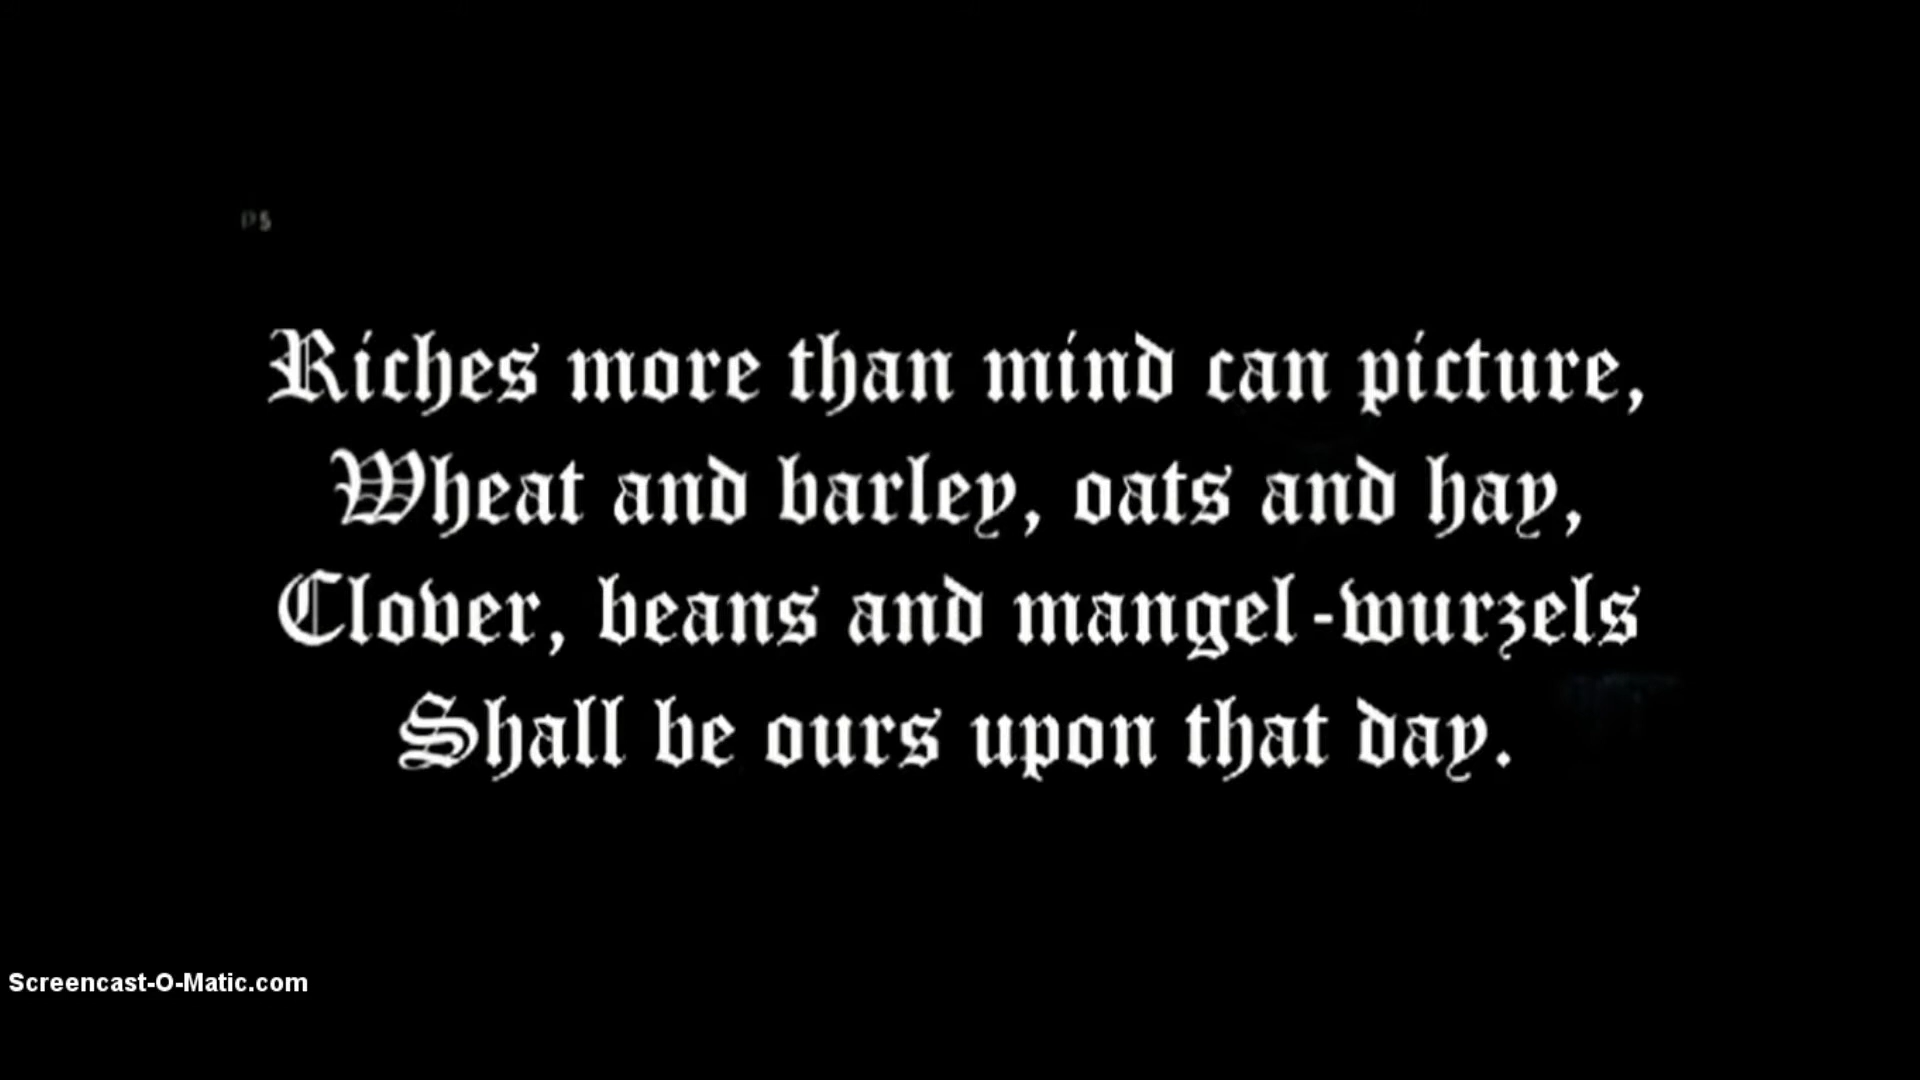 Riches more than mind can picture,
Wheat and barley, oats and hay,
Clover, beans and mangel-wurzels
Shall be ours upon that day.
Screencast-O-Matic.com